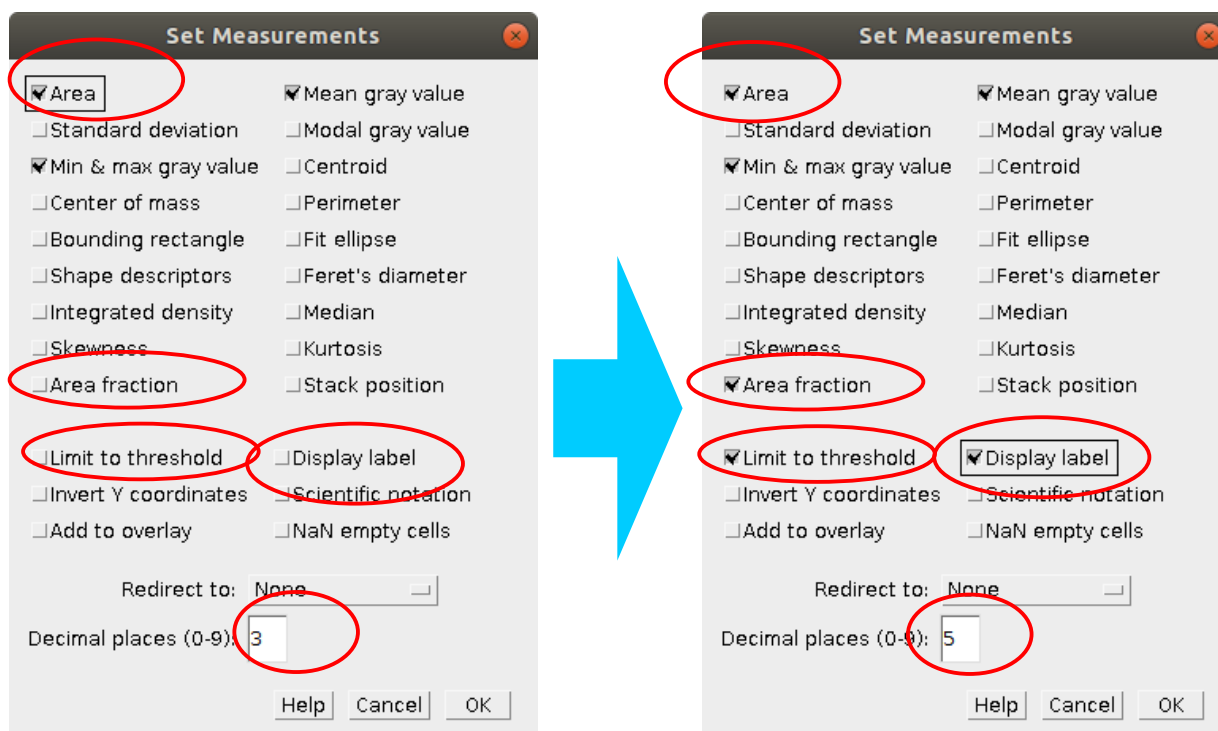 Set Measurements
Area
Mean gray value
Standard deviation
Modal gray value
Min & max gray value
Centroid
Center of mass
Perimeter
Bounding rectangle
Fit ellipse
Shape descriptors
Feret's diameter
Integrated density
Median
Skewness
Kurtosis
Area fraction
Stack position
Limit to threshold
Display label
Invert Y coordinates
Scientific notation
Add to overlay
NaN empty cells
Redirect to: None
Decimal places (0-9): 3
Help Cancel OK
Set Measurements
Area
Mean gray value
Standard deviation
Modal gray value
Min & max gray value
Centroid
Center of mass
Perimeter
Bounding rectangle
Fit ellipse
Shape descriptors
Feret's diameter
Integrated density
Median
Skewness
Kurtosis
Area fraction
Stack position
Limit to threshold
Display label
Invert Y coordinates
Scientific notation
Add to overlay
NaN empty cells
Redirect to: None
Decimal places (0-9): 5
Help Cancel OK